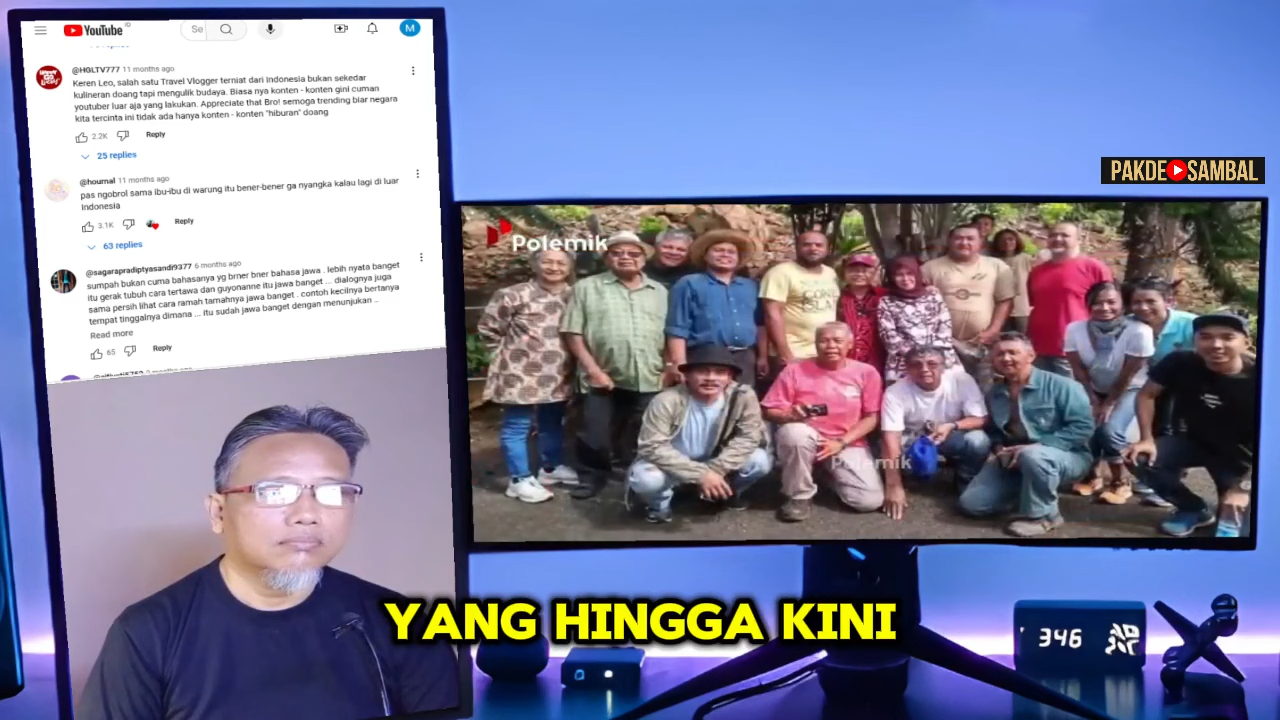 YouTube
ID
Se
M
@HGLTV777 11 months ago
Keren Leo, salah satu Travel Vlogger terniat dari Indonesia bukan sekedar
kulineran doang tapi mengulik budaya. Biasa nya konten - konten gini cuman
youtuber luar aja yang lakukan. Appreciate that Bro! semoga trending biar negara
kita tercinta ini tidak ada hanya konten - konten "hiburan" doang
2.2K Reply
25 replies
@hournal 11 months ago
pas ngobrol sama ibu-ibu di warung itu bener-bener ga nyangka kalau lagi di luar
Indonesia
3.1K Reply
63 replies
@sagarapradiptyasandi9377 6 months ago
sumpah bukan cuma bahasanya yg brner bner bahasa jawa . lebih nyata banget
itu gerak tubuh cara tertawa dan guyonanne itu jawa banget ... dialognya juga
sama persih lihat cara ramah tamahnya jawa banget . contoh kecilnya bertanya
tempat tinggalnya dimana ... itu sudah jawa banget dengan menunjukan ..
Read more
65 Reply
PAKDE SAMBAL
Polemik
Polemik
YANG HINGGA KINI
346